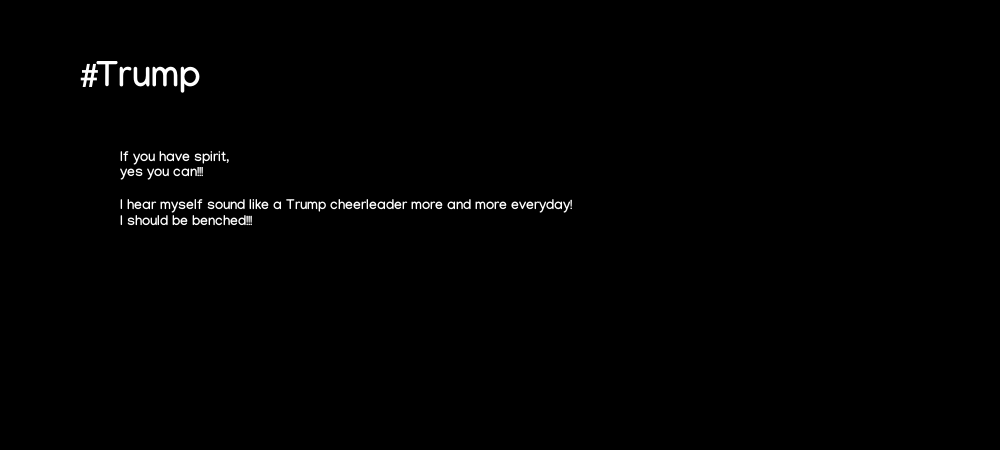 #Trump
If you have spirit,
yes you can!!!
I hear myself sound like a Trump cheerleader more and more everyday!
I should be benched!!!